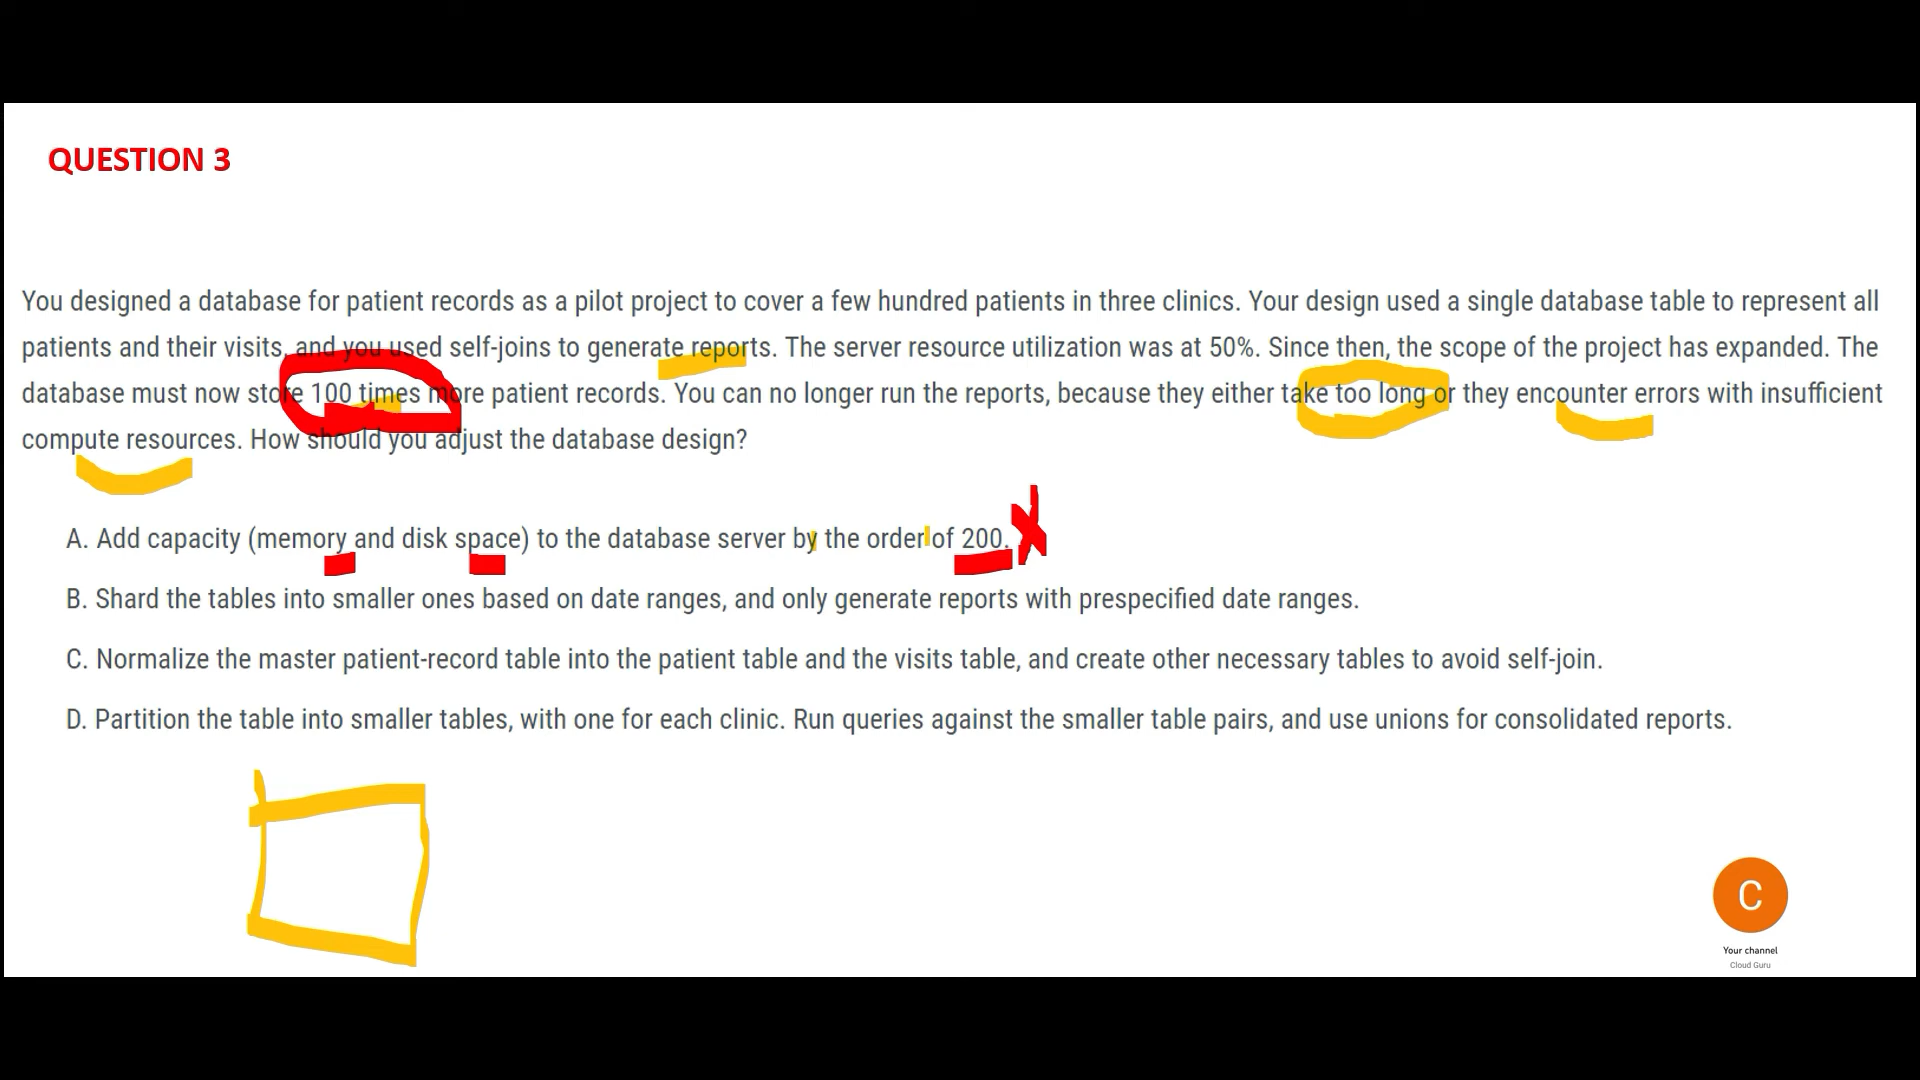 QUESTION 3
You designed a database for patient records as a pilot project to cover a few hundred patients in three clinics. Your design used a single database table to represent all
patients and their visits, and you used self-joins to generate reports. The server resource utilization was at 50%. Since then, the scope of the project has expanded. The
database must now store 100 times more patient records. You can no longer run the reports, because they either take too long or they encounter errors with insufficient
compute resources. How should you adjust the database design?
A. Add capacity (memory and disk space) to the database server by the order of 200.
B. Shard the tables into smaller ones based on date ranges, and only generate reports with prespecified date ranges.
C. Normalize the master patient-record table into the patient table and the visits table, and create other necessary tables to avoid self-join.
D. Partition the table into smaller tables, with one for each clinic. Run queries against the smaller table pairs, and use unions for consolidated reports.
C
Your channel
Cloud Guru